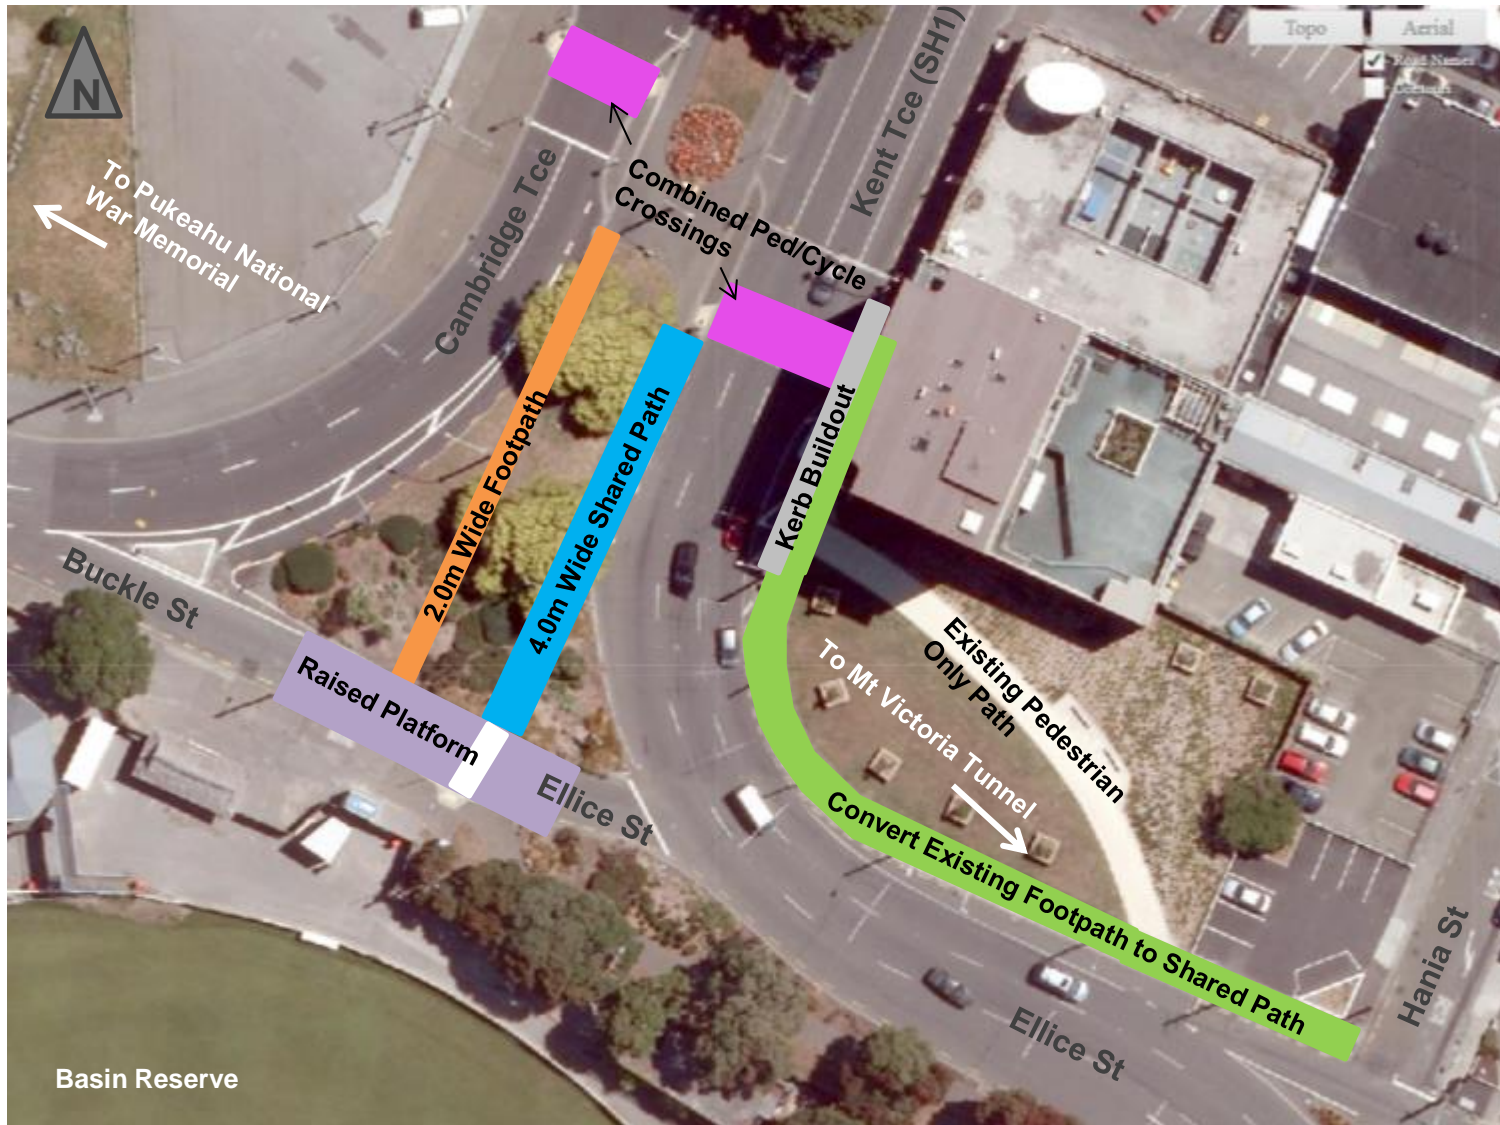 Topo
Aerial
Road Names
N
Kent Tce (SH1)
Cambridge Tce
To Pukeahu National
War Memorial
Combined Ped/Cycle
Crossings
2.0m Wide Footpath
4.0m Wide Shared Path
Kerb Buildout
Buckle St
Raised Platform
Ellice St
Existing Pedestrian
Only Path
To Mt Victoria Tunnel
Convert Existing Footpath to Shared Path
Hania St
Ellice St
Basin Reserve